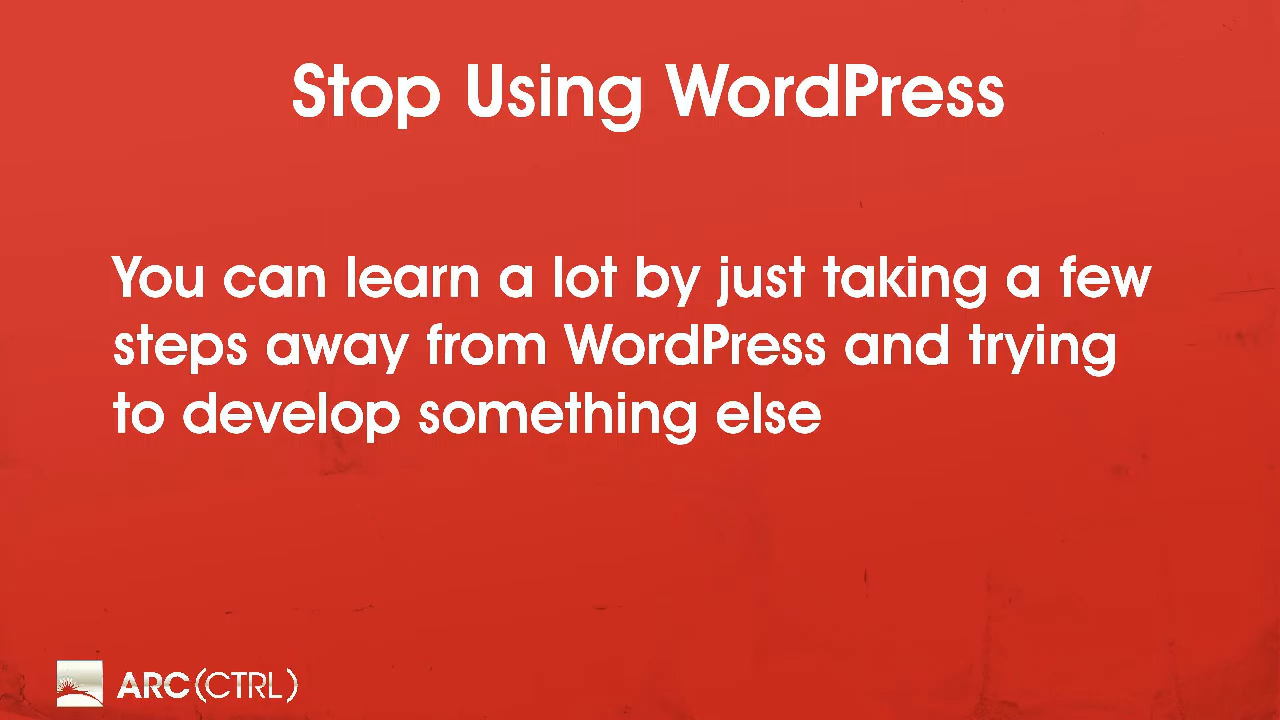 Stop Using WordPress
You can learn a lot by just taking a few
steps away from WordPress and trying
to develop something else
ARC(CTRL)